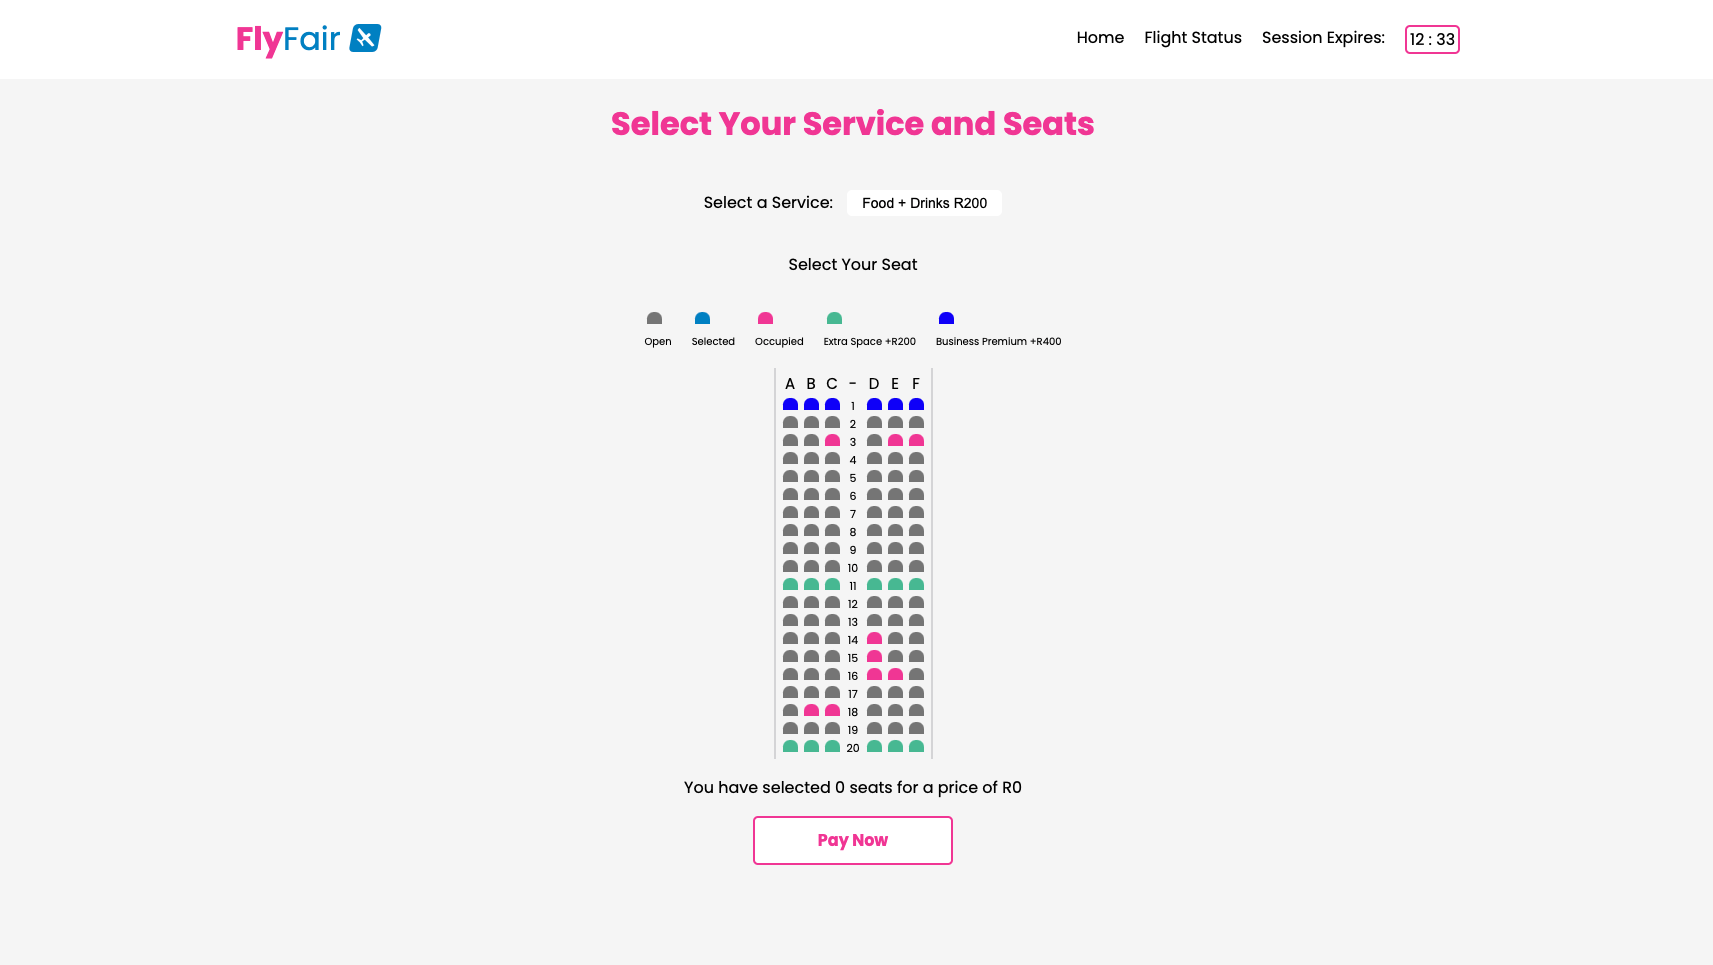 FlyFair
Home Flight Status Session Expires: 12 : 33
Select Your Service and Seats
Select a Service: Food + Drinks R200
Select Your Seat
Open Selected Occupied Extra Space +R200 Business Premium +R400
A B C - D E F
1
2
3
4
5
6
7
8
9
10
11
12
13
14
15
16
17
18
19
20
You have selected 0 seats for a price of R0
Pay Now